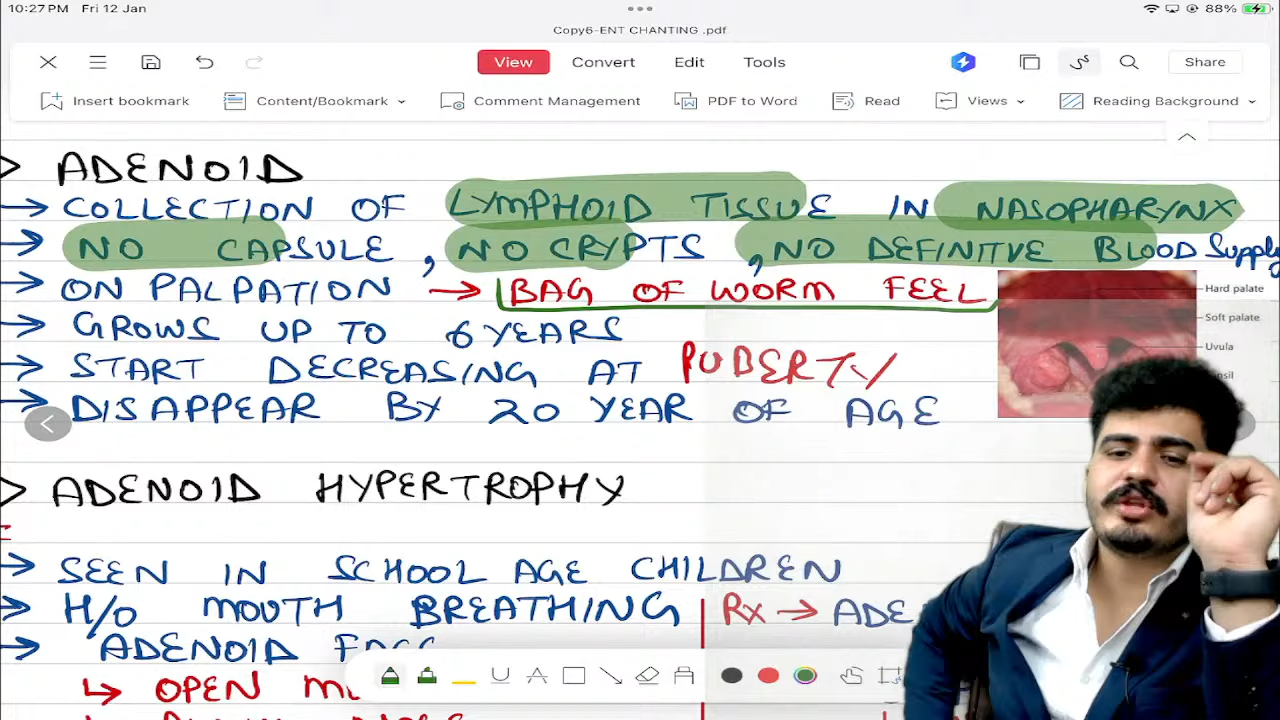 10:27 PM Fri 12 Jan
88%
Copy6-ENT CHANTING .pdf
View Convert Edit Tools
Share
Insert bookmark Content/Bookmark Comment Management PDF to Word Read Views Reading Background
> ADENOID
→ COLLECTION OF LYMPHOID TISSUE IN NASOPHARYNX
→ NO CAPSULE, NO CRYPTS, NO DEFINITVE BLOOD Supply
→ ON PALPATION → BAG OF WORM FEEL
Hard palate
Soft palate
Uvula
→ GROWS UP TO 6 YEARS
→ START DECREASING AT PUBERTY
→ DISAPPEAR BY 20 YEAR OF AGE
> ADENOID HYPERTROPHY
→ SEEN IN SCHOOL AGE CHILDREN
→ H/O MOUTH BREATHING
Rx → ADE
→ ADENOID
↳ OPEN